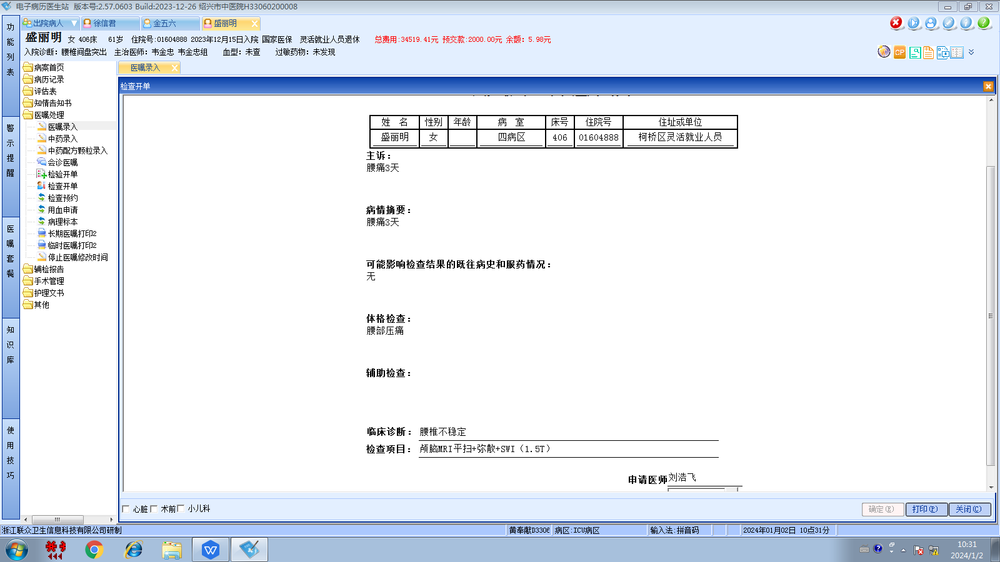 电子病历医生站 版本号:2.57.0603 Build:2023-12-26 绍兴市中医院H33060200008
出院病人 徐信君 金五六 盛丽明
盛丽明 女 406床 61岁 住院号:01604888 2023年12月15日入院 国家医保 灵活就业人员退休 总费用:34519.41元 预交款:2000.00元 余额: 5.98元
入院诊断: 腰椎间盘突出 主治医师: 韦金忠 韦金忠组 血型: 未查 过敏药物: 未发现
CP
功能列表
警示提醒
医嘱套餐
知识库
使用技巧
病案首页
病历记录
评估表
知情告知书
医嘱处理
医嘱录入
中药录入
中药配方颗粒录入
会诊医嘱
检验开单
检查开单
检查预约
用血申请
病理标本
长期医嘱打印2
临时医嘱打印2
停止医嘱修改时间
辅检报告
手术管理
护理文书
其他
医嘱录入
检查开单
姓 名 性别 年龄 病 室 床号 住院号 住址或单位
盛丽明 女 四病区 406 01604888 柯桥区灵活就业人员
主诉:
腰痛3天
病情摘要:
腰痛3天
可能影响检查结果的既往病史和服药情况:
无
体格检查:
腰部压痛
辅助检查:
临床诊断: 腰椎不稳定
检查项目: 颅脑MRI平扫+弥散+SWI（1.5T）
申请医师 刘浩飞
心脏 术前 小儿科
确定(E) 打印(P) 关闭(C)
浙江联众卫生信息科技有限公司研制 黄奉献D330 病区:ICU病区 输入法:拼音码 2024年01月02日 10点31分
10:31
2024/1/2